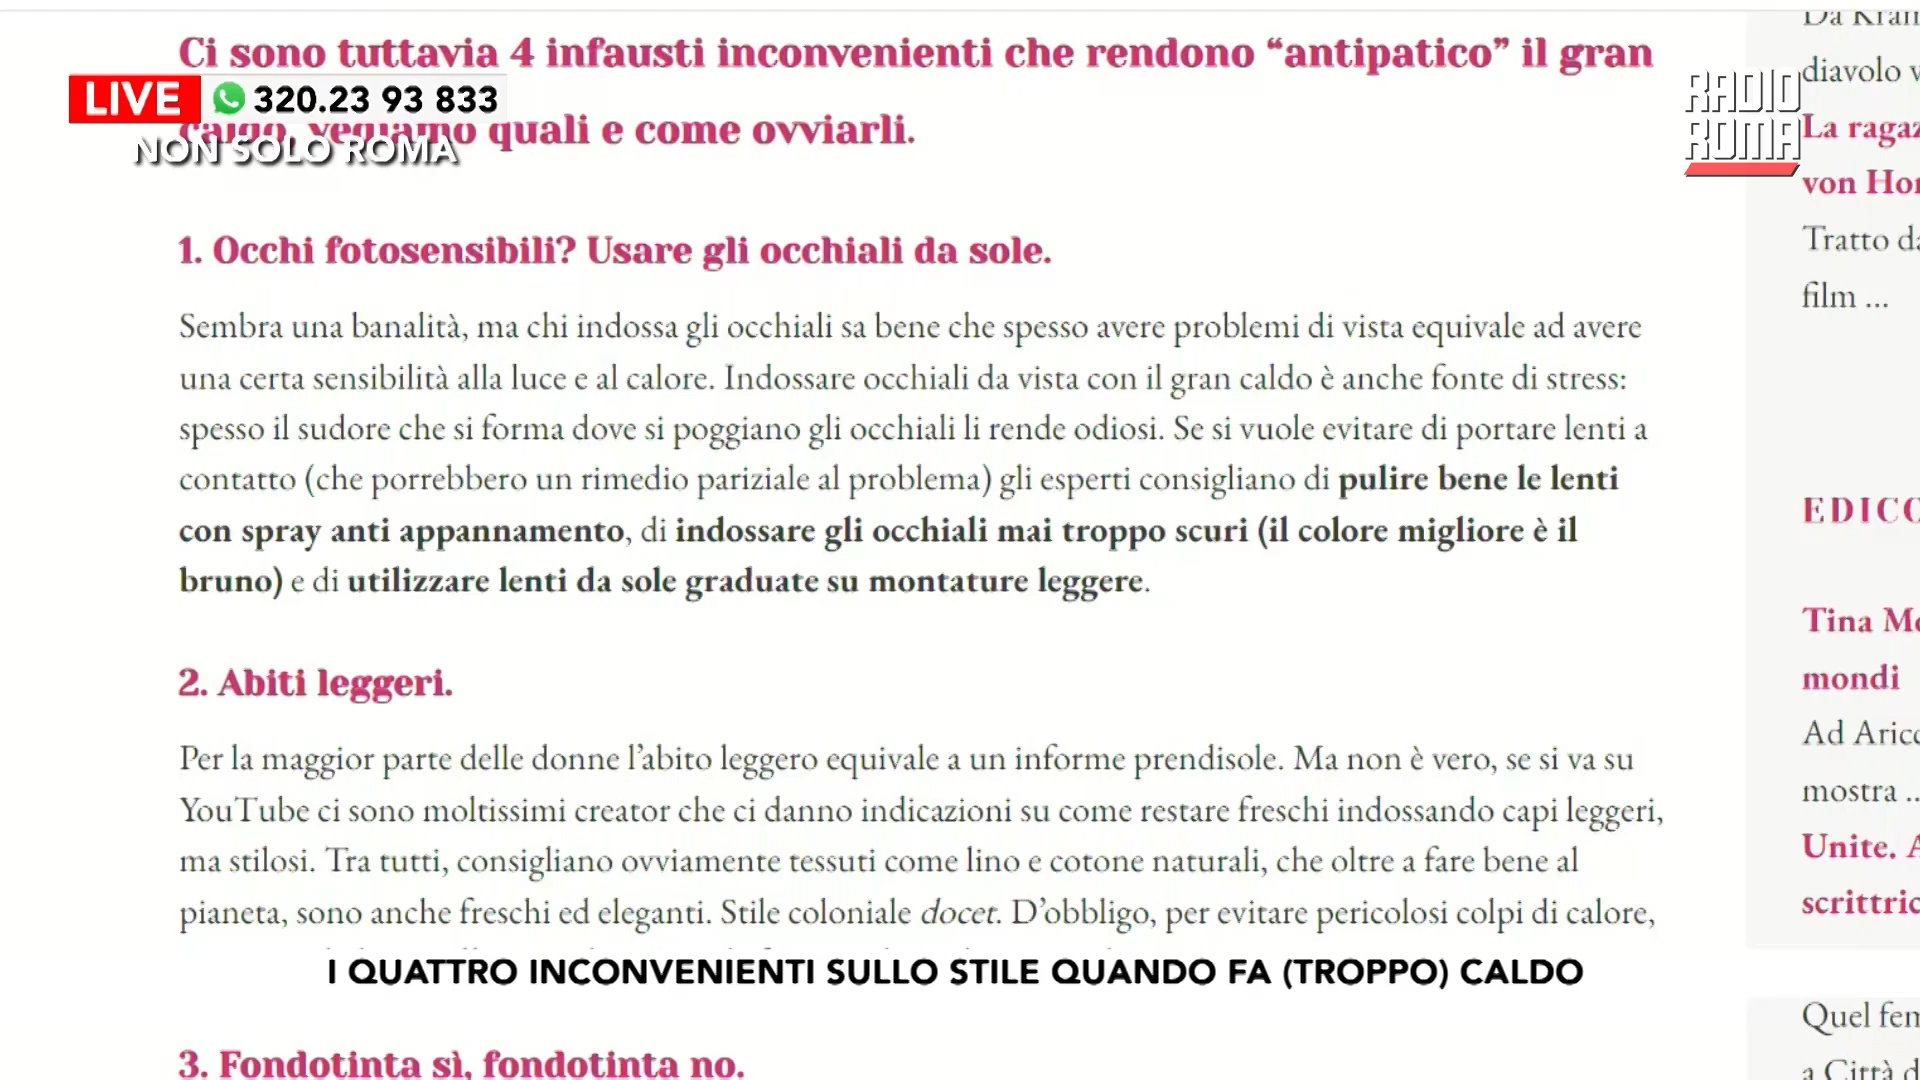 Ci sono tuttavia 4 infausti inconvenienti che rendono “antipatico” il gran
caldo, vediamo quali e come ovviarli.
LIVE 320.23 93 833
NON SOLO ROMA
RADIO
ROMA
1. Occhi fotosensibili? Usare gli occhiali da sole.
Sembra una banalità, ma chi indossa gli occhiali sa bene che spesso avere problemi di vista equivale ad avere
una certa sensibilità alla luce e al calore. Indossare occhiali da vista con il gran caldo è anche fonte di stress:
spesso il sudore che si forma dove si poggiano gli occhiali li rende odiosi. Se si vuole evitare di portare lenti a
contatto (che porrebbero un rimedio pariziale al problema) gli esperti consigliano di pulire bene le lenti
con spray anti appannamento, di indossare gli occhiali mai troppo scuri (il colore migliore è il
bruno) e di utilizzare lenti da sole graduate su montature leggere.
2. Abiti leggeri.
Per la maggior parte delle donne l’abito leggero equivale a un informe prendisole. Ma non è vero, se si va su
YouTube ci sono moltissimi creator che ci danno indicazioni su come restare freschi indossando capi leggeri,
ma stilosi. Tra tutti, consigliano ovviamente tessuti come lino e cotone naturali, che oltre a fare bene al
pianeta, sono anche freschi ed eleganti. Stile coloniale docet. D’obbligo, per evitare pericolosi colpi di calore,
I QUATTRO INCONVENIENTI SULLO STILE QUANDO FA (TROPPO) CALDO
3. Fondotinta sì, fondotinta no.
Da
diavolo
La
von
Tratto
film ...
Tina
mondi
Ad
mostra ...
Unite.
Quel
a Città